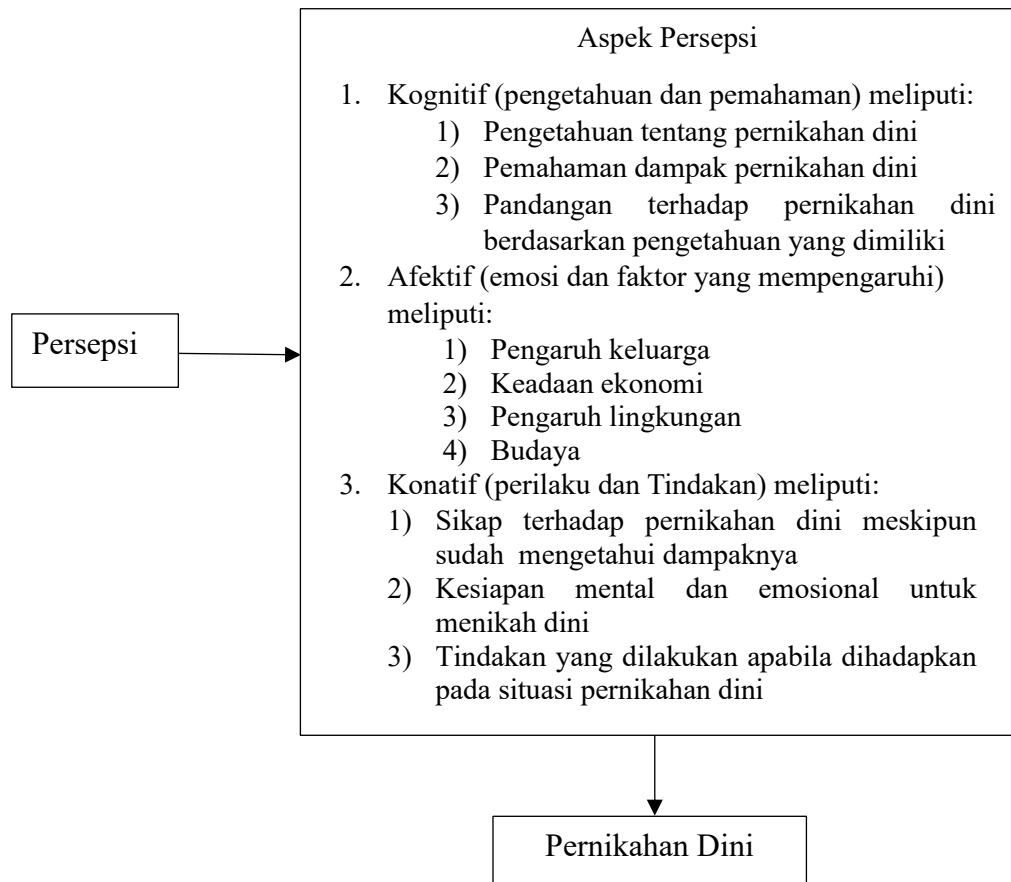 Aspek Persepsi
1. Kognitif (pengetahuan dan pemahaman) meliputi:
1) Pengetahuan tentang pernikahan dini
2) Pemahaman dampak pernikahan dini
3) Pandangan terhadap pernikahan dini
berdasarkan pengetahuan yang dimiliki
2. Afektif (emosi dan faktor yang mempengaruhi)
meliputi:
1) Pengaruh keluarga
2) Keadaan ekonomi
3) Pengaruh lingkungan
4) Budaya
3. Konatif (perilaku dan Tindakan) meliputi:
1) Sikap terhadap pernikahan dini meskipun
sudah mengetahui dampaknya
2) Kesiapan mental dan emosional untuk
menikah dini
3) Tindakan yang dilakukan apabila dihadapkan
pada situasi pernikahan dini
Persepsi
Pernikahan Dini